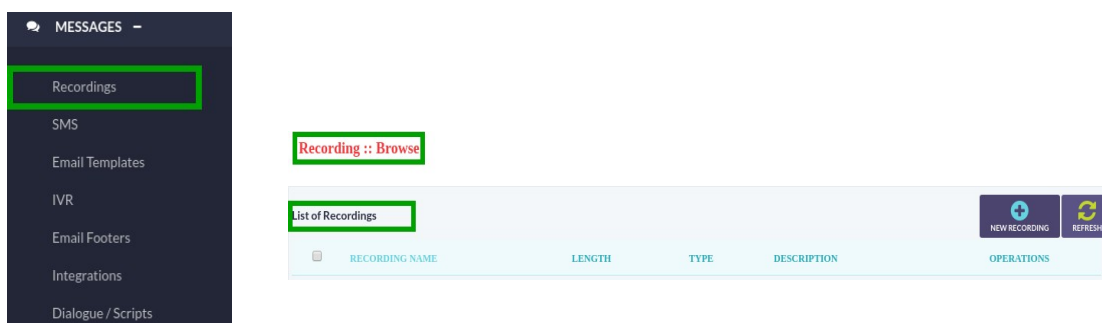 MESSAGES –
Recordings
SMS
Email Templates
IVR
Email Footers
Integrations
Dialogue / Scripts
Recording :: Browse
List of Recordings
NEW RECORDING REFRESH
RECORDING NAME LENGTH TYPE DESCRIPTION OPERATIONS